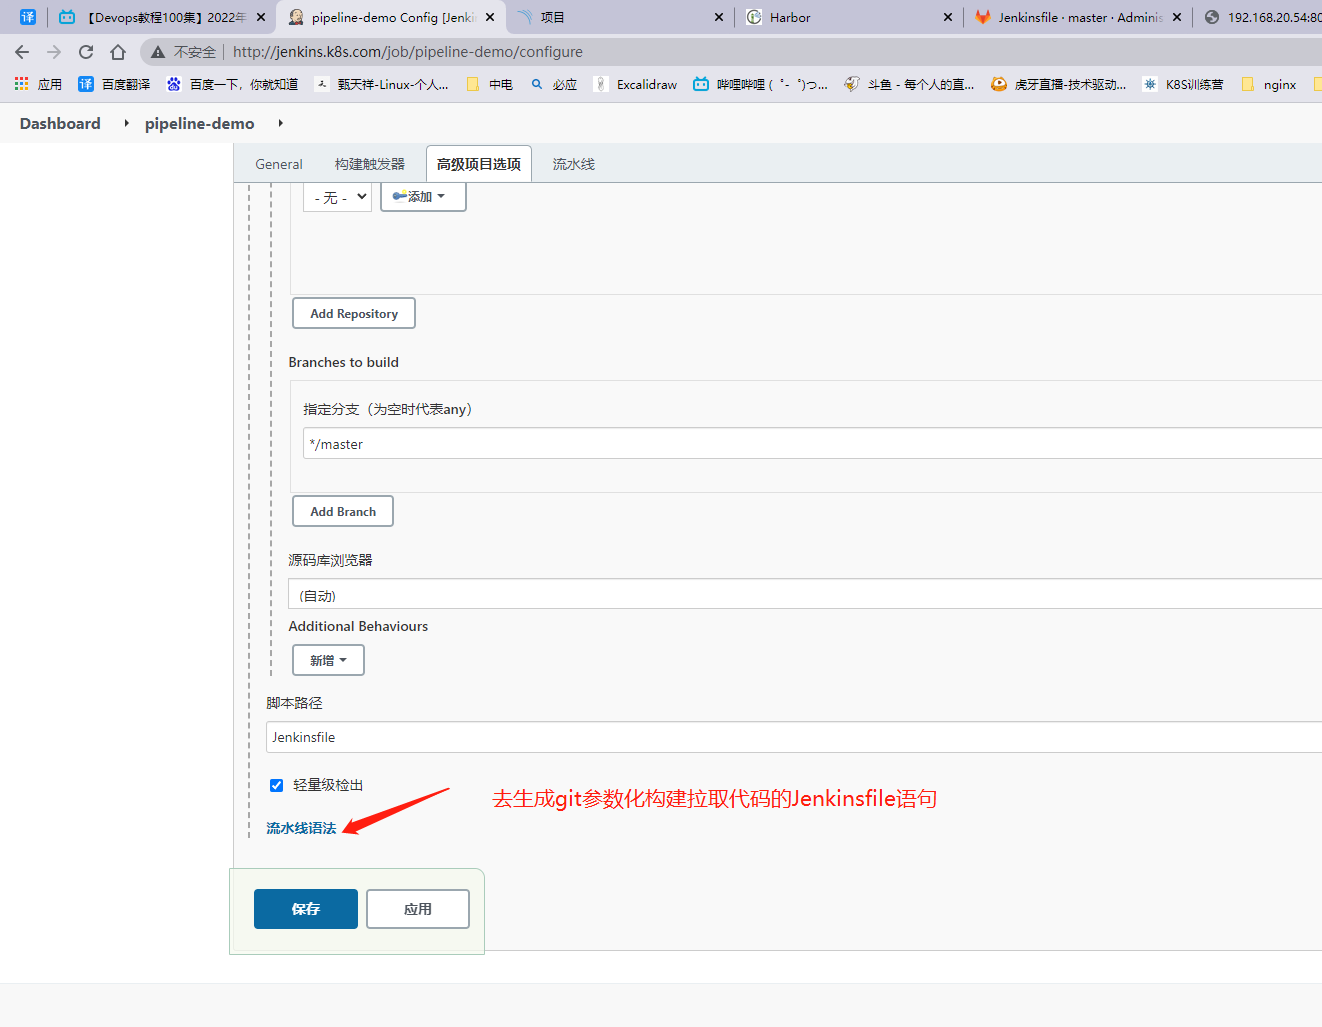 译
【Devops教程100集】2022年
pipeline-demo Config [Jenki
项目
Harbor
Jenkinsfile · master · Adminis
192.168.20.54:80
不安全
http://jenkins.k8s.com/job/pipeline-demo/configure
应用
译 百度翻译
百度一下，你就知道
甄天祥-Linux-个人...
中电
必应
Excalidraw
哔哩哔哩 ( ゜- ゜)つ...
斗鱼 - 每个人的直...
虎牙直播-技术驱动...
K8S训练营
nginx
Dashboard
pipeline-demo
General
构建触发器
高级项目选项
流水线
- 无 -
添加
Add Repository
Branches to build
指定分支（为空时代表any）
*/master
Add Branch
源码库浏览器
(自动)
Additional Behaviours
新增
脚本路径
Jenkinsfile
轻量级检出
去生成git参数化构建拉取代码的Jenkinsfile语句
流水线语法
保存
应用